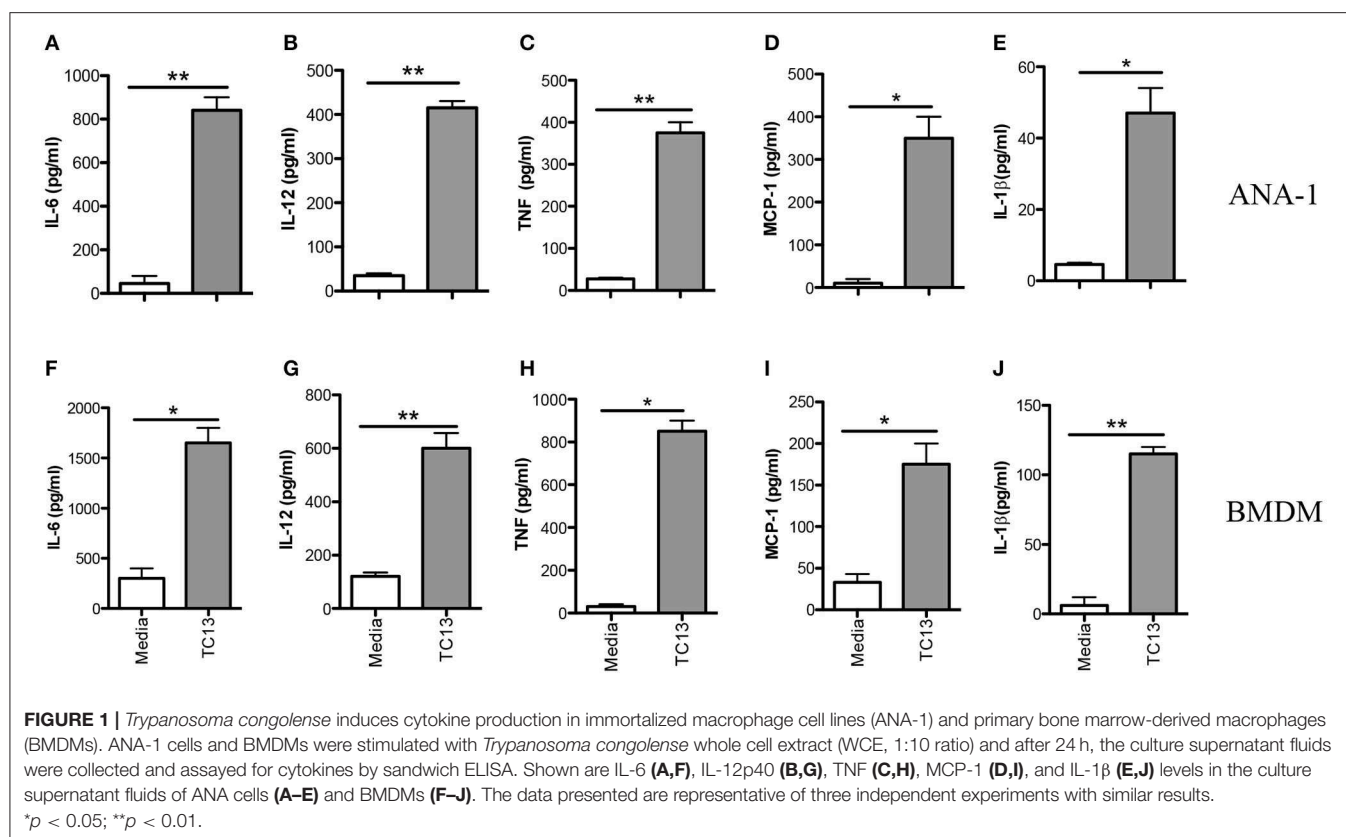 A
B
C
D
E
**
**
**
*
*
IL-6 (pg/ml)
1000
800
600
400
200
0
IL-12 (pg/ml)
500
400
300
200
100
0
TNF (pg/ml)
500
400
300
200
100
0
MCP-1 (pg/ml)
500
400
300
200
100
0
IL-1β (pg/ml)
60
40
20
0
ANA-1
F
G
H
I
J
*
**
*
*
**
IL-6 (pg/ml)
2000
1500
1000
500
0
Media
TC13
IL-12 (pg/ml)
800
600
400
200
0
Media
TC13
TNF (pg/ml)
1000
800
600
400
200
0
Media
TC13
MCP-1 (pg/ml)
250
200
150
100
50
0
Media
TC13
IL-1β(pg/ml)
150
100
50
0
Media
TC13
BMDM
FIGURE 1 | Trypanosoma congolense induces cytokine production in immortalized macrophage cell lines (ANA-1) and primary bone marrow-derived macrophages
(BMDMs). ANA-1 cells and BMDMs were stimulated with Trypanosoma congolense whole cell extract (WCE, 1:10 ratio) and after 24 h, the culture supernatant fluids
were collected and assayed for cytokines by sandwich ELISA. Shown are IL-6 (A,F), IL-12p40 (B,G), TNF (C,H), MCP-1 (D,I), and IL-1β (E,J) levels in the culture
supernatant fluids of ANA cells (A–E) and BMDMs (F–J). The data presented are representative of three independent experiments with similar results.
*p < 0.05; **p < 0.01.